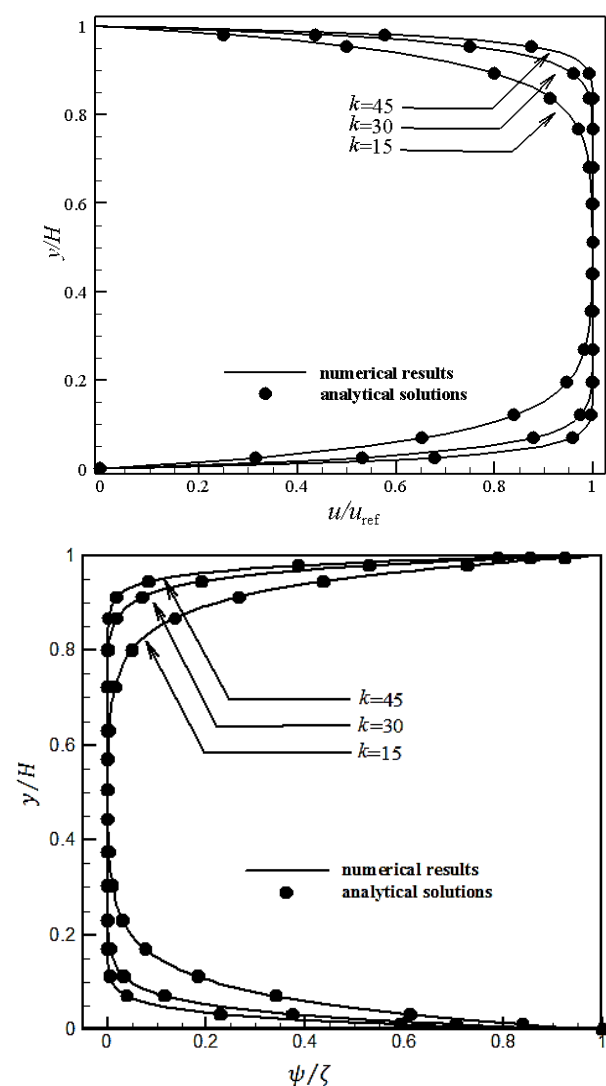 1
0.8
0.6
0.4
0.2
0
y/H
k=45
k=30
k=15
numerical results
analytical solutions
0 0.2 0.4 0.6 0.8 1
u/u_ref
1
0.8
0.6
0.4
0.2
0
y/H
k=45
k=30
k=15
numerical results
analytical solutions
0 0.2 0.4 0.6 0.8 1
ψ/ζ